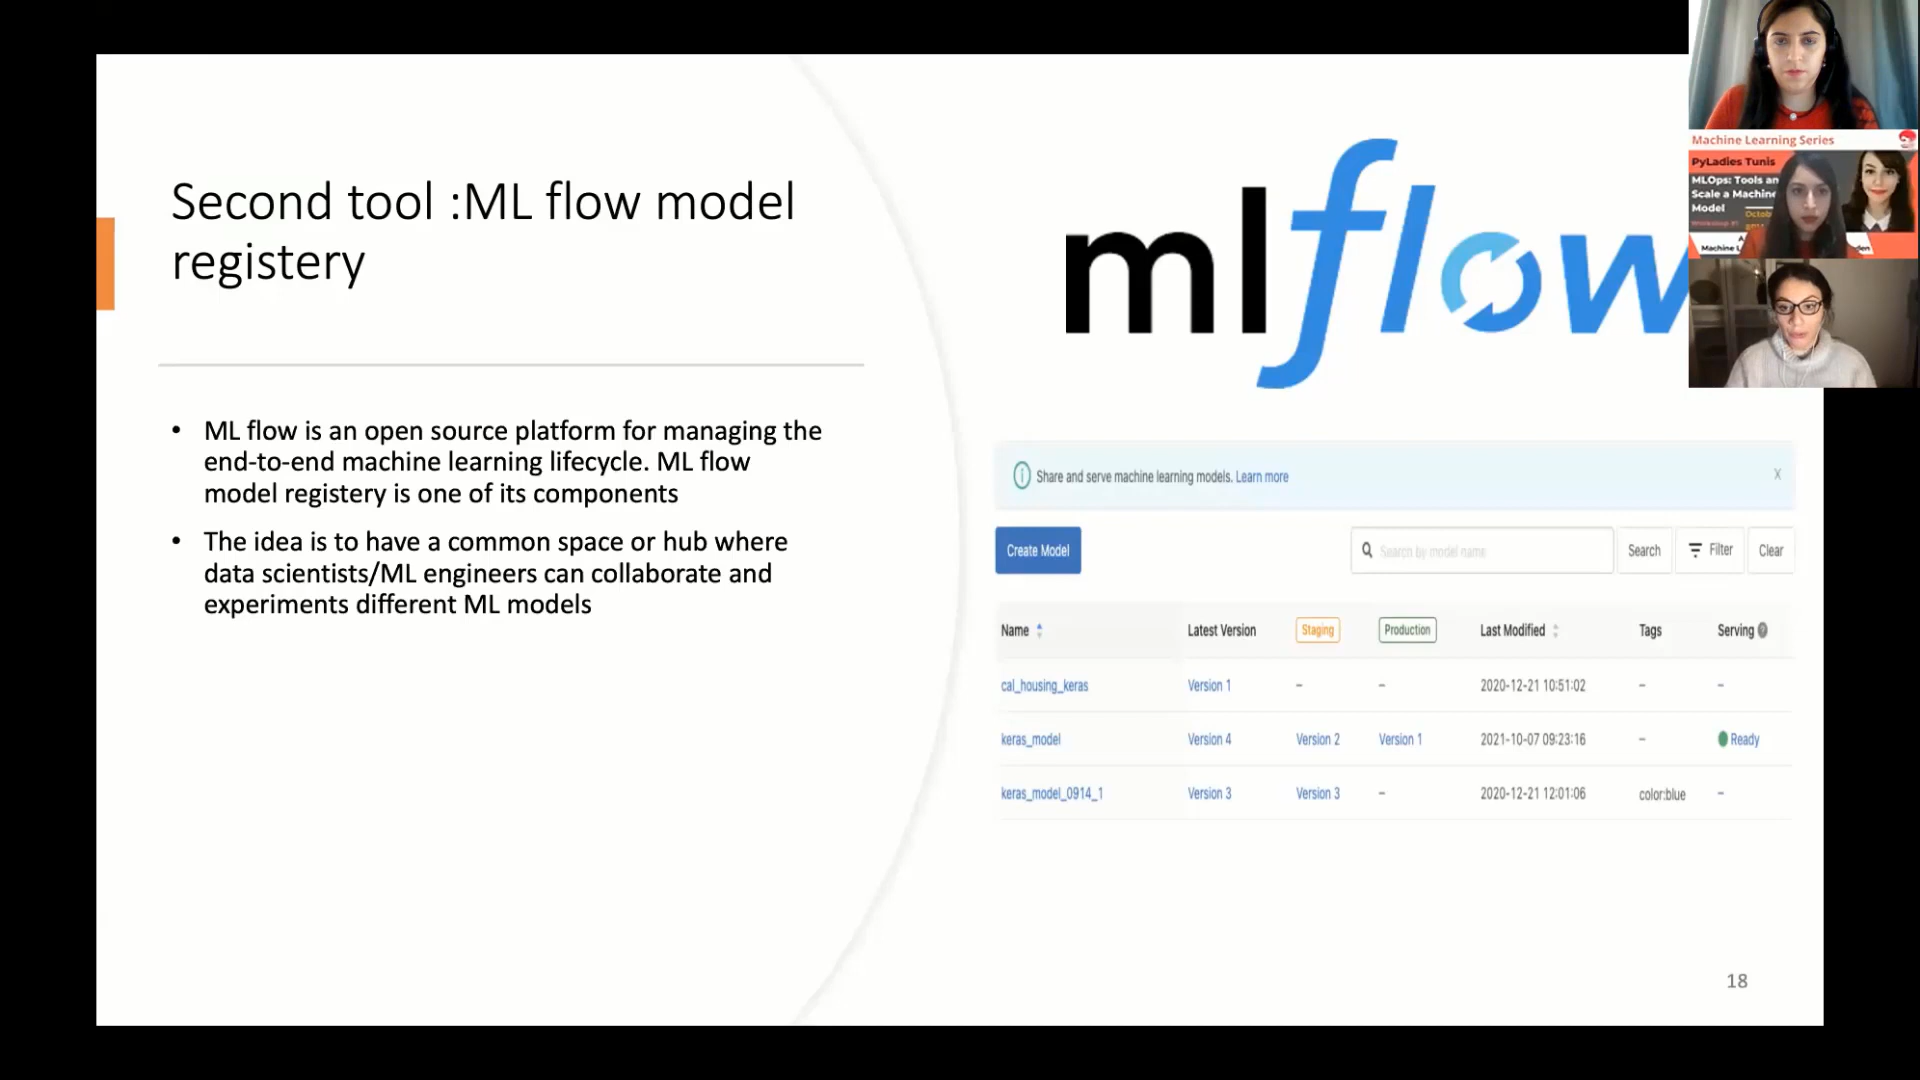 Second tool :ML flow model
registery
• ML flow is an open source platform for managing the
end-to-end machine learning lifecycle. ML flow
model registery is one of its components
• The idea is to have a common space or hub where
data scientists/ML engineers can collaborate and
experiments different ML models
mlflow
Share and serve machine learning models. Learn more X
Create Model Search by model name Search Filter Clear
Name Latest Version Staging Production Last Modified Tags Serving
cal_housing_keras Version 1 – – 2020-12-21 10:51:02 – –
keras_model Version 4 Version 2 Version 1 2021-10-07 09:23:16 – Ready
keras_model_0914_1 Version 3 Version 3 – 2020-12-21 12:01:06 color:blue –
18
Machine Learning Series
PyLadies Tunis
MLOps: Tools
Scale a Machine
Model